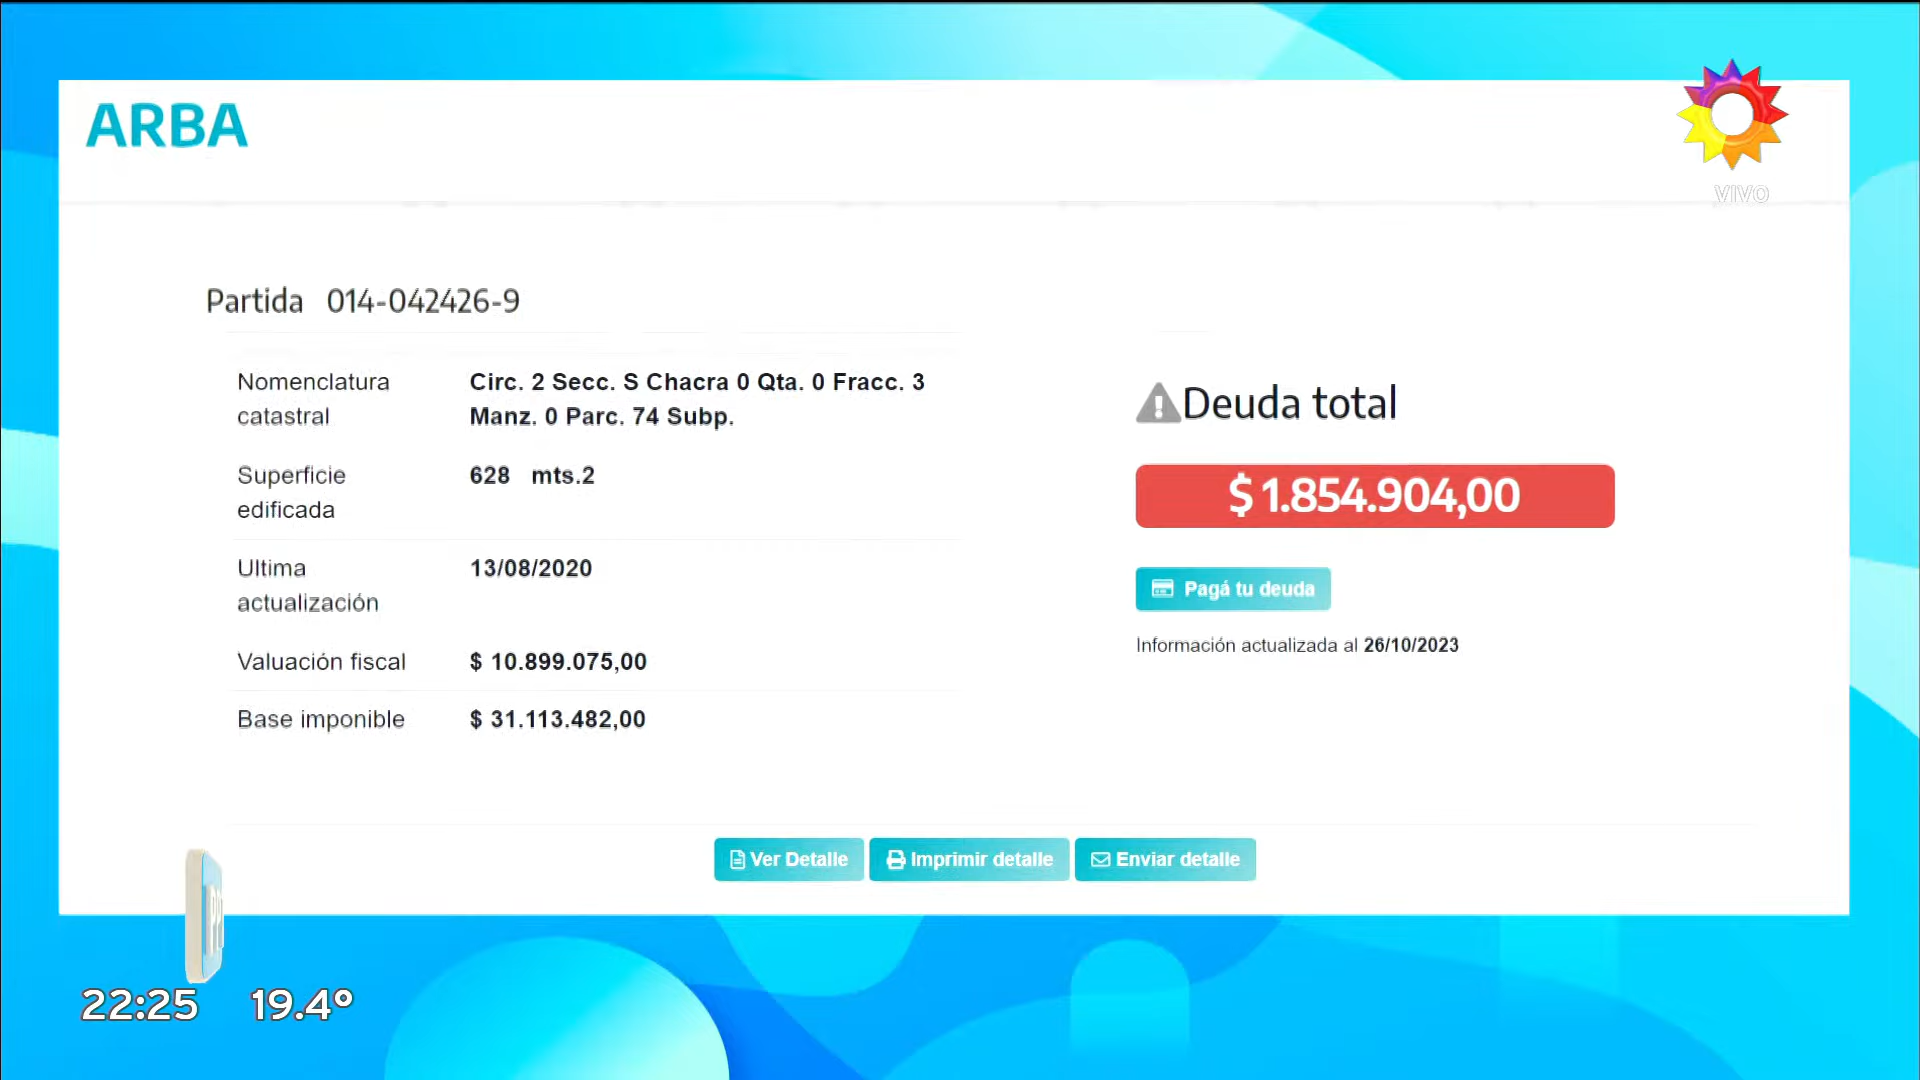 ARBA
VIVO
Partida 014-042426-9
Nomenclatura catastral
Circ. 2 Secc. S Chacra 0 Qta. 0 Fracc. 3
Manz. 0 Parc. 74 Subp.
Superficie edificada
628 mts.2
Ultima actualización
13/08/2020
Valuación fiscal
$ 10.899.075,00
Base imponible
$ 31.113.482,00
Deuda total
$ 1.854.904,00
Pagá tu deuda
Información actualizada al 26/10/2023
Ver Detalle
Imprimir detalle
Enviar detalle
22:25 19.4°